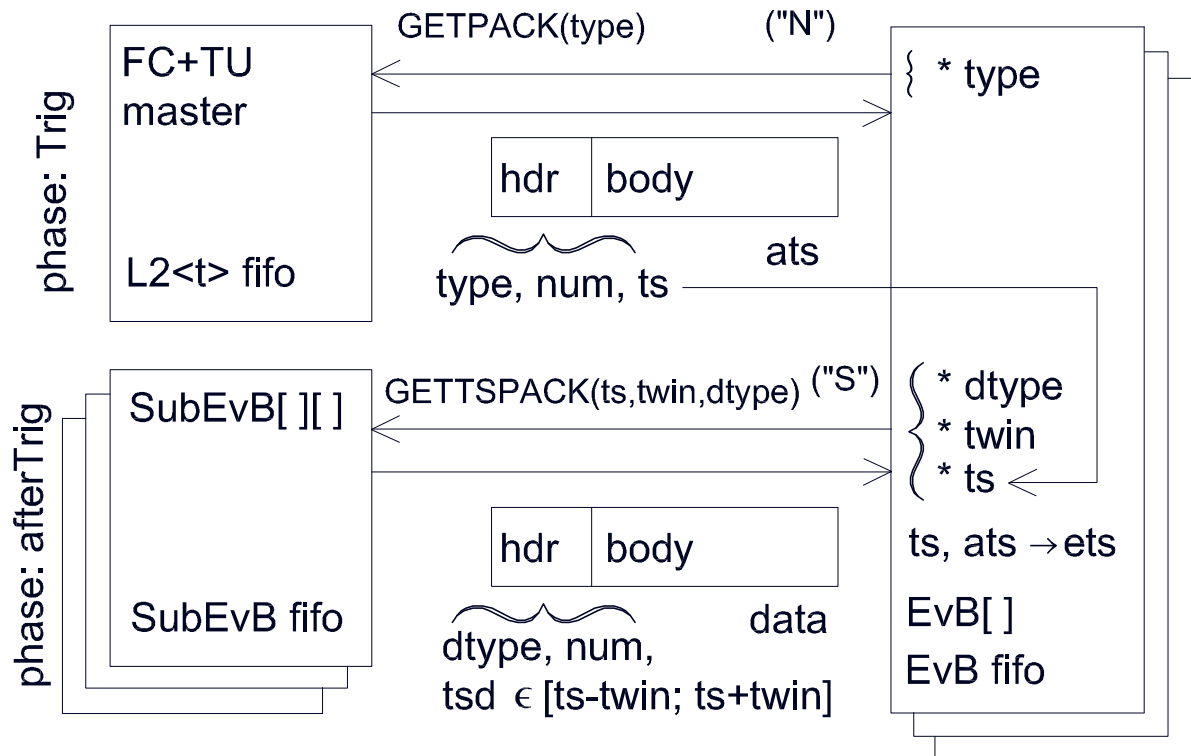 GETPACK(type) ("N")
FC+TU
master
* type
phase: Trig
hdr body
L2<t> fifo
ats
type, num, ts
GETTSPACK(ts,twin,dtype) ("S")
SubEvB[ ][ ]
* dtype
* twin
* ts
phase: afterTrig
hdr body
ts, ats → ets
SubEvB fifo
data
EvB[ ]
dtype, num,
EvB fifo
tsd ∈ [ts-twin; ts+twin]